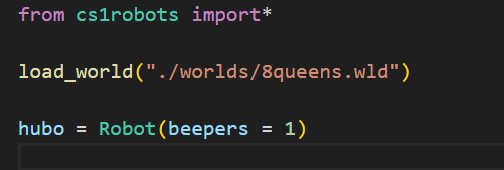 from cs1robots import*
load_world("./worlds/8queens.wld")
hubo = Robot(beepers = 1)